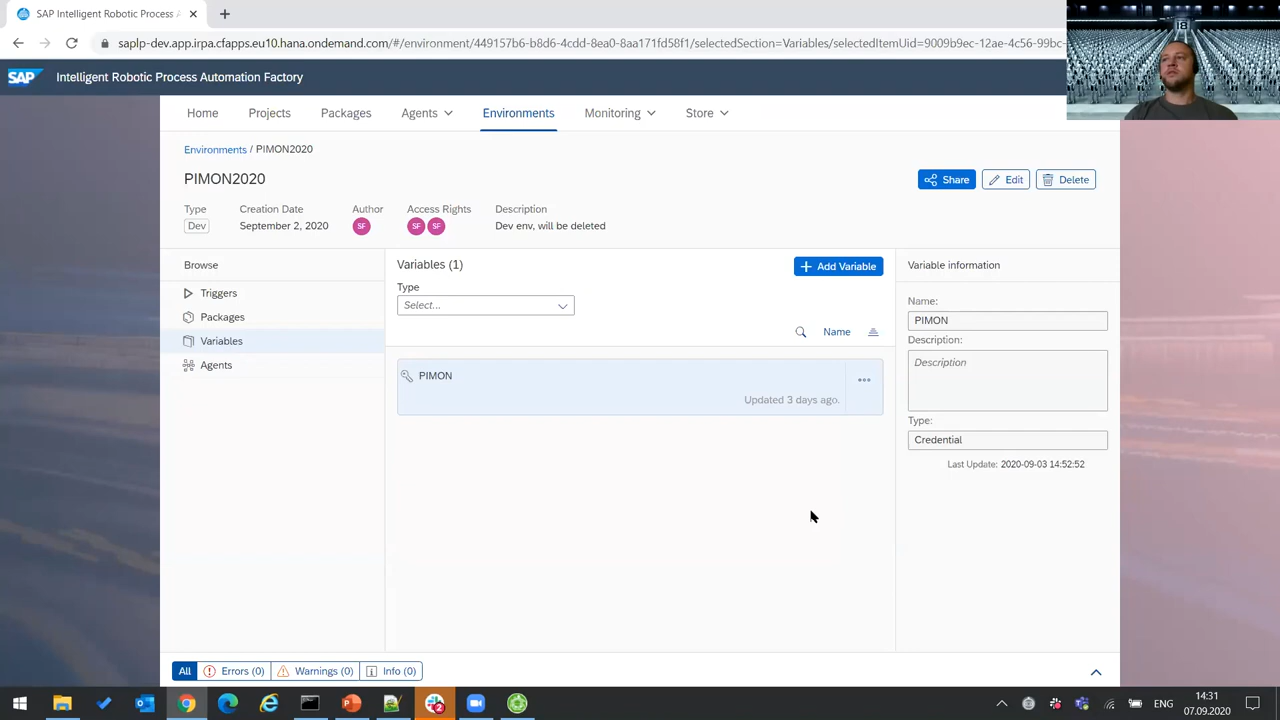 SAP Intelligent Robotic Process A
saplp-dev.app.irpa.cfapps.eu10.hana.ondemand.com/#/environment/449157b6-b8d6-4cdd-8ea0-8aa171fd58f1/selectedSection=Variables/selectedItemUid=9009b9ec-12ae-4c56-99bc-
SAP Intelligent Robotic Process Automation Factory
Home Projects Packages Agents Environments Monitoring Store
Environments / PIMON2020
PIMON2020
Share Edit Delete
Type Creation Date Author Access Rights Description
Dev September 2, 2020 SF SF SF Dev env, will be deleted
Browse
Triggers
Packages
Variables
Agents
Variables (1)
Add Variable
Type
Select...
Name
PIMON
Updated 3 days ago.
Variable information
Name:
PIMON
Description:
Description
Type:
Credential
Last Update: 2020-09-03 14:52:52
All Errors (0) Warnings (0) Info (0)
ENG
14:31
07.09.2020